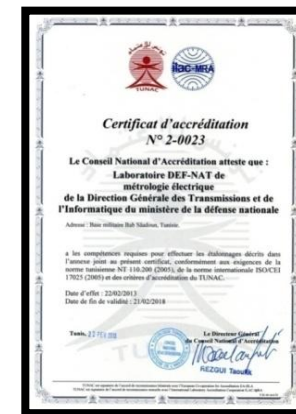 TUNAC
ilac-MRA
Certificat d'accréditation
N° 2-0023
Le Conseil National d'Accréditation atteste que :
Laboratoire DEF-NAT de
métrologie électrique
de la Direction Générale des Transmissions et de
l'Informatique du ministère de la défense nationale
Adresse : Base militaire Bab Sâadoun, Tunisie.
a les compétences requises pour effectuer les étalonnages décrits dans
l'annexe joint au présent certificat, conformément aux exigences de la
norme tunisienne NT 110.200 (2005), de la norme internationale ISO/CEI
17025 (2005) et des critères d'accréditation du TUNAC.
Date d'effet : 22/02/2013
Date de fin de validité : 21/02/2018
Tunis, 22 FEV
Le Directeur Général
du Conseil National d'Accréditation
REZGUI Taoufik